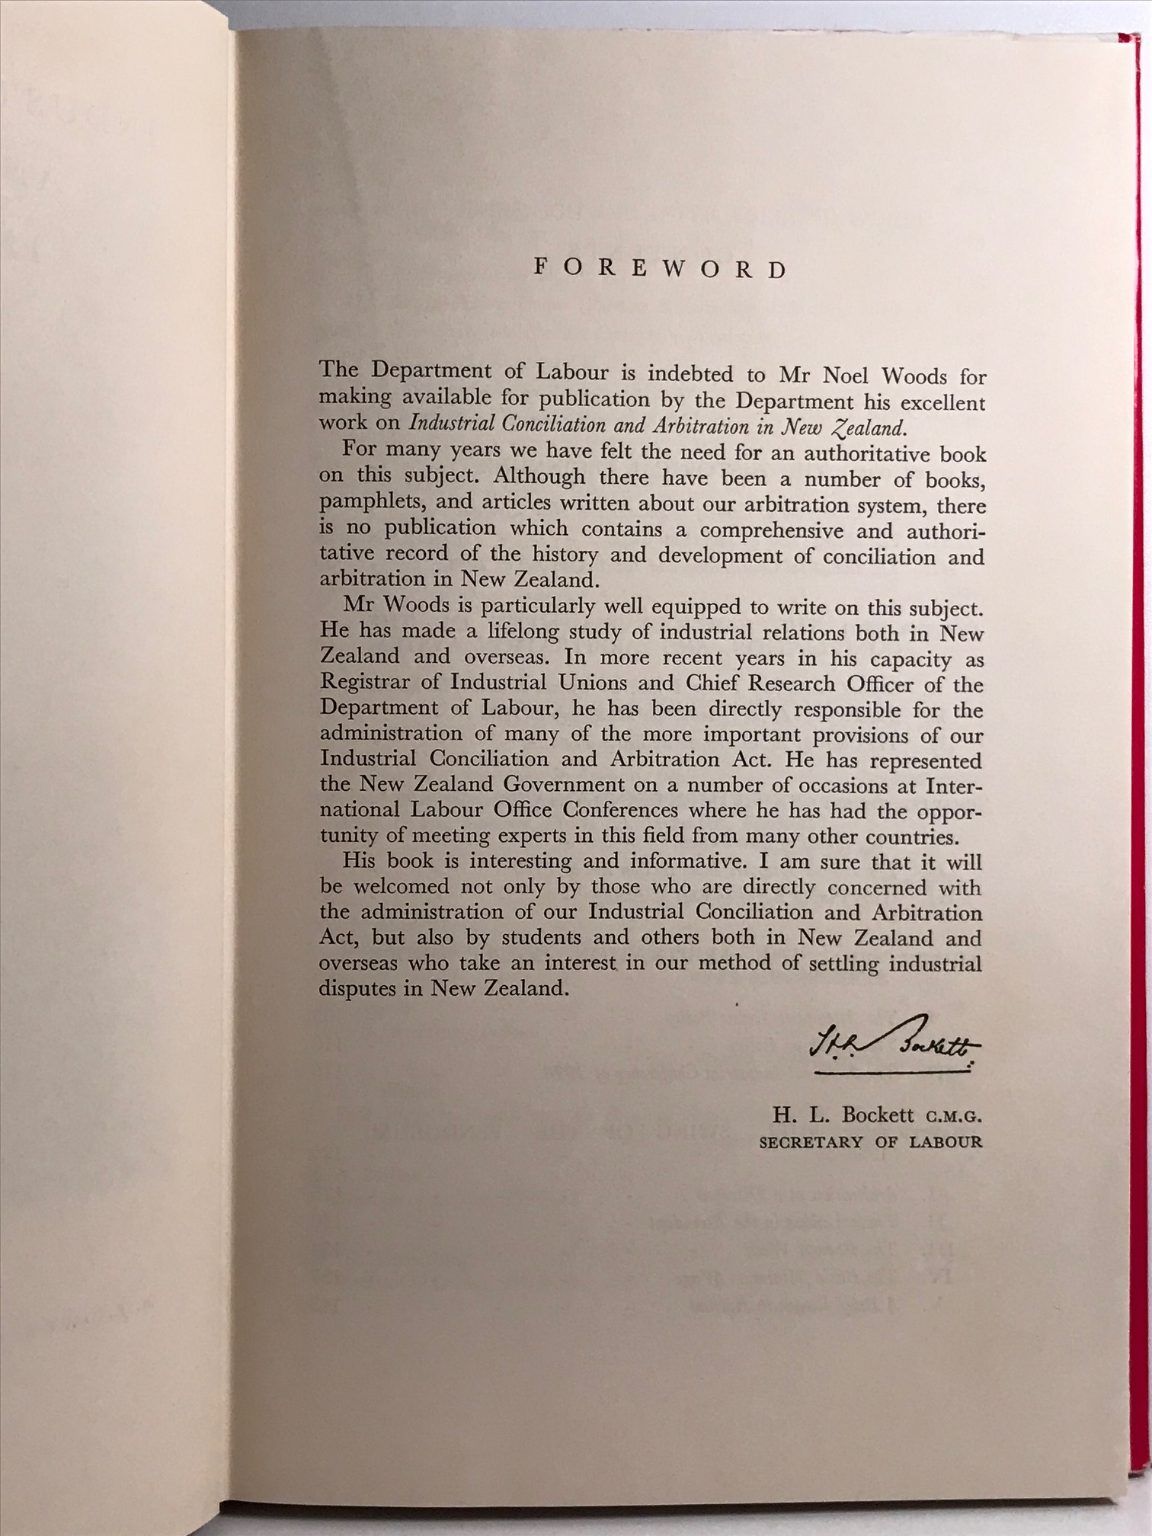 FOREWORD
The Department of Labour is indebted to Mr Noel Woods for
making available for publication by the Department his excellent
work on Industrial Conciliation and Arbitration in New Zealand.
For many years we have felt the need for an authoritative book
on this subject. Although there have been a number of books,
pamphlets, and articles written about our arbitration system, there
is no publication which contains a comprehensive and authori-
tative record of the history and development of conciliation and
arbitration in New Zealand.
Mr Woods is particularly well equipped to write on this subject.
He has made a lifelong study of industrial relations both in New
Zealand and overseas. In more recent years in his capacity as
Registrar of Industrial Unions and Chief Research Officer of the
Department of Labour, he has been directly responsible for the
administration of many of the more important provisions of our
Industrial Conciliation and Arbitration Act. He has represented
the New Zealand Government on a number of occasions at Inter-
national Labour Office Conferences where he has had the oppor-
tunity of meeting experts in this field from many other countries.
His book is interesting and informative. I am sure that it will
be welcomed not only by those who are directly concerned with
the administration of our Industrial Conciliation and Arbitration
Act, but also by students and others both in New Zealand and
overseas who take an interest in our method of settling industrial
disputes in New Zealand.
H.L. Bockett
H. L. Bockett C.M.G.
SECRETARY OF LABOUR